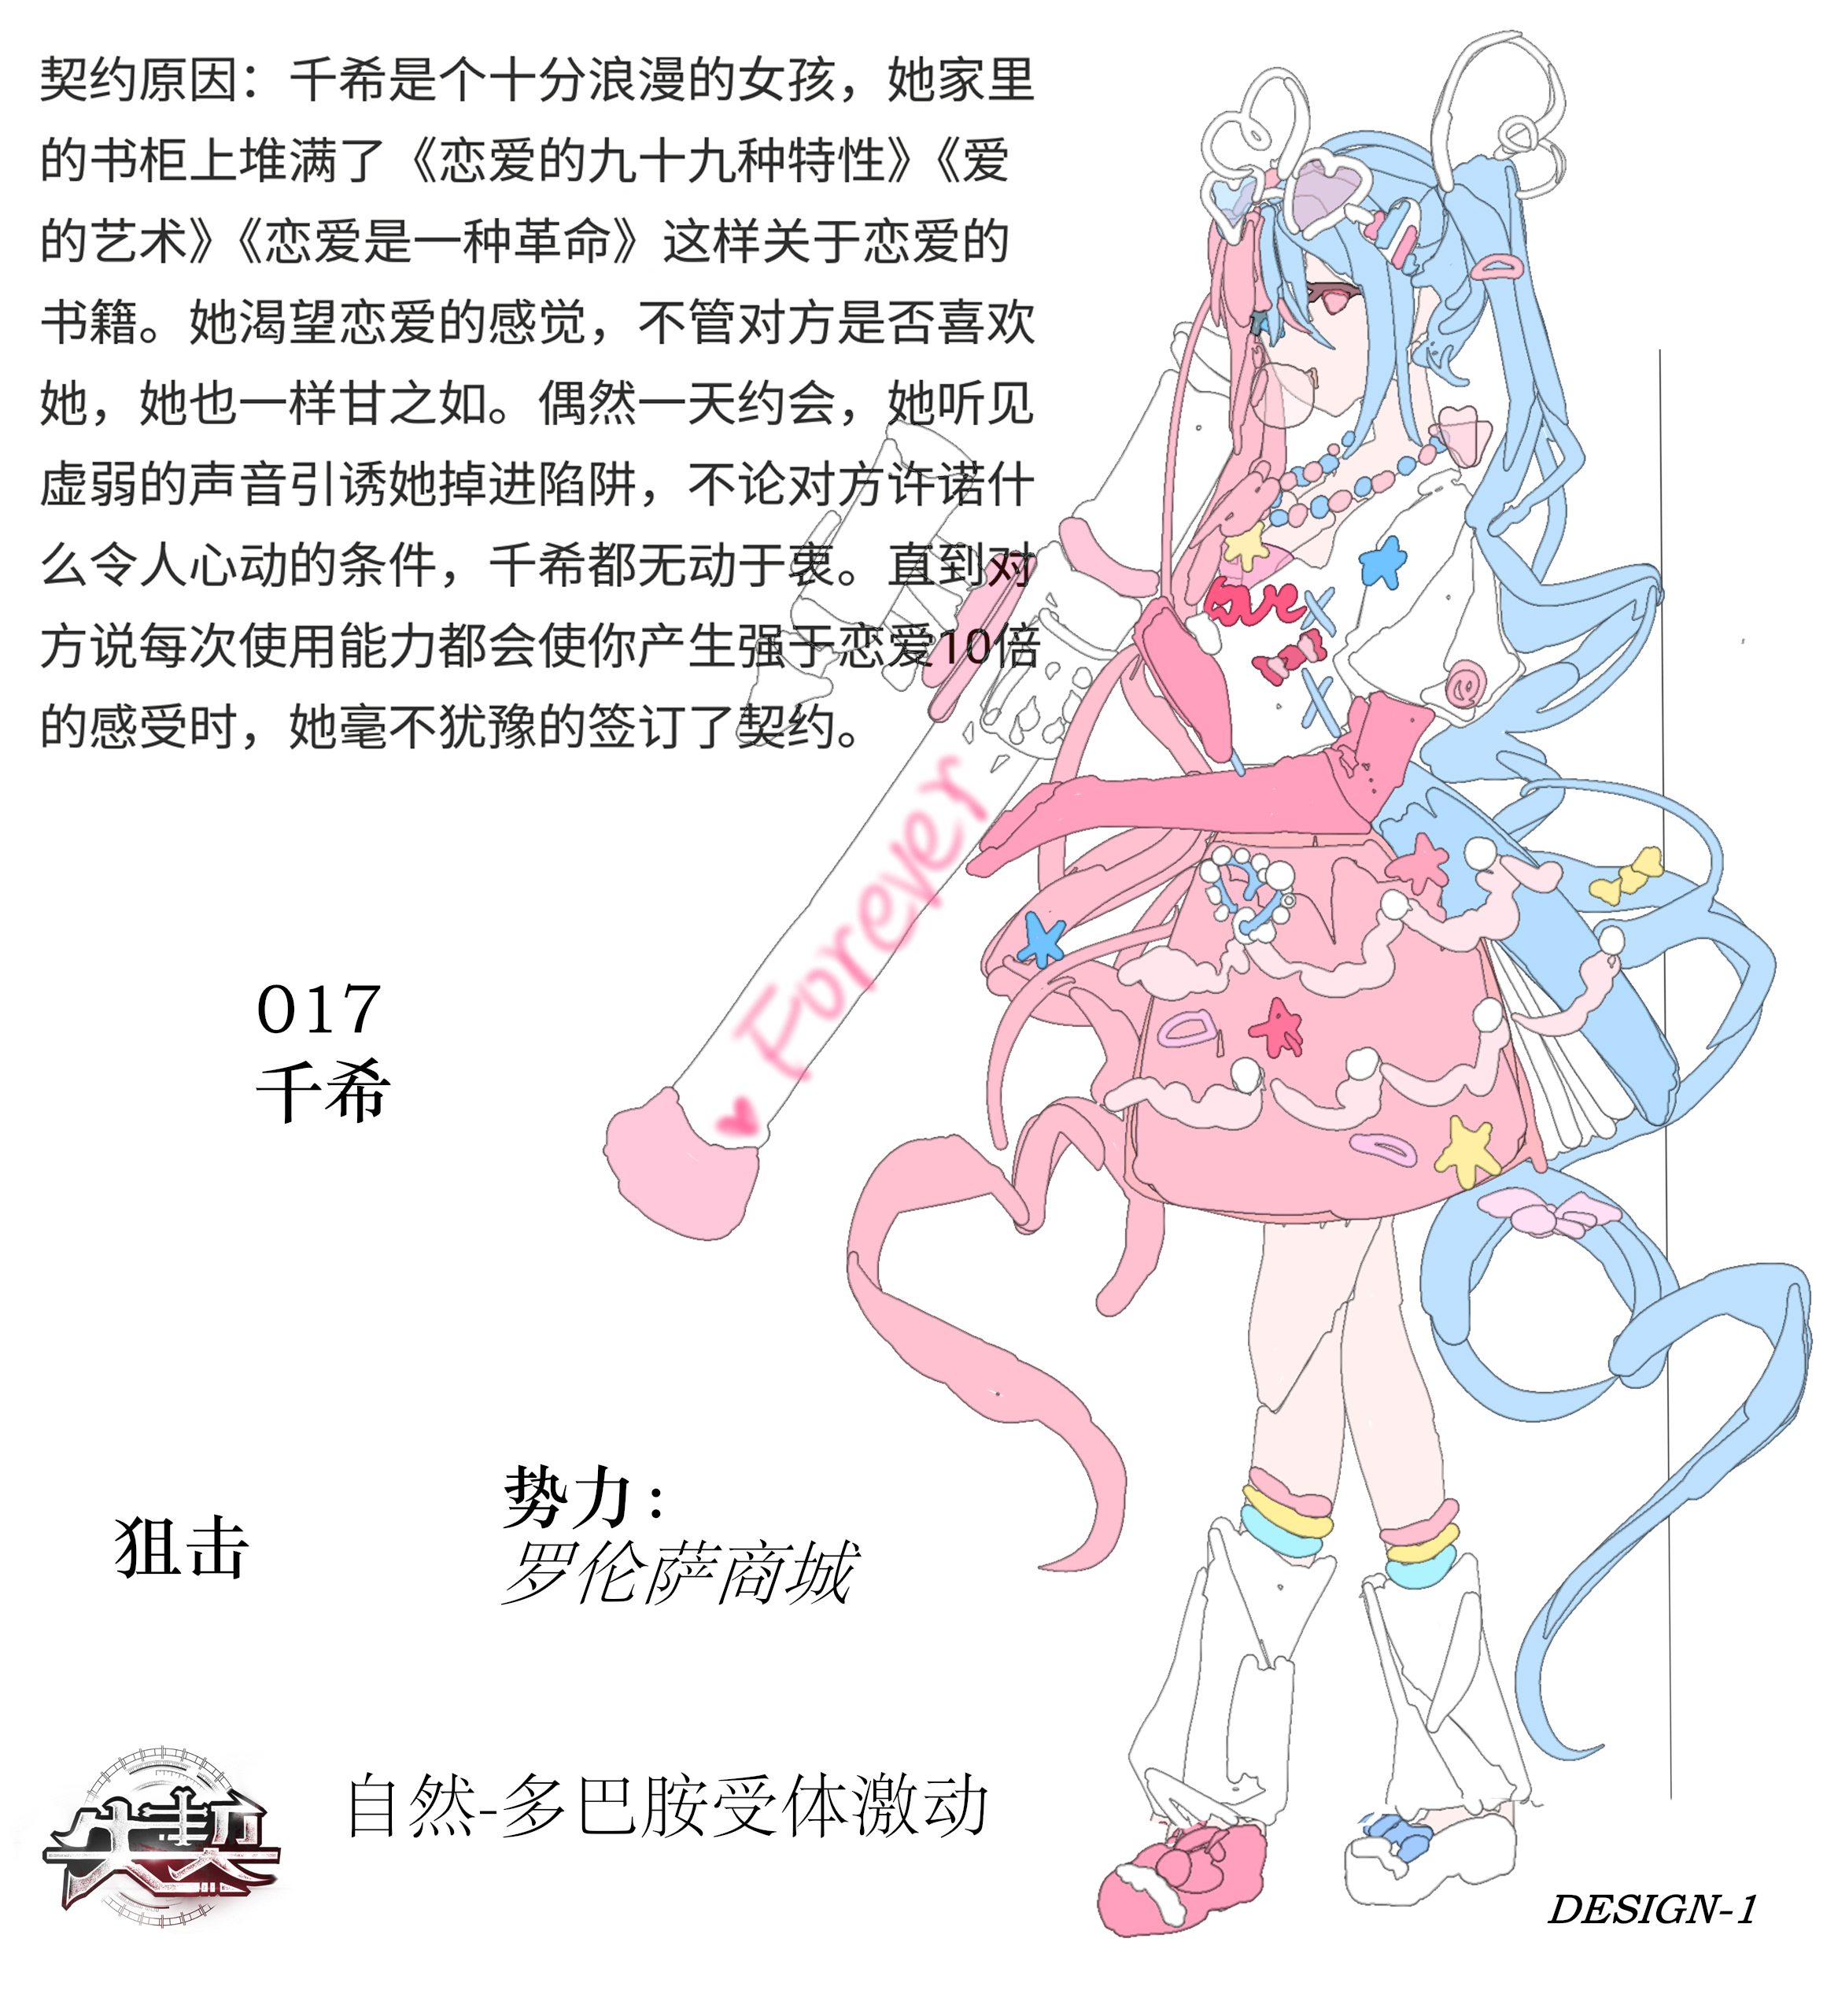 契约原因：千希是个十分浪漫的女孩，她家里
的书柜上堆满了《恋爱的九十九种特性》《爱
的艺术》《恋爱是一种革命》这样关于恋爱的
书籍。她渴望恋爱的感觉，不管对方是否喜欢
她，她也一样甘之如。偶然一天约会，她听见
虚弱的声音引诱她掉进陷阱，不论对方许诺什
么令人心动的条件，千希都无动于衷。直到对
方说每次使用能力都会使你产生强于恋爱10倍
的感受时，她毫不犹豫的签订了契约。
love
Forever
017
千希
势力：
狙击
罗伦萨商城
自然-多巴胺受体激动
失契
DESIGN-1